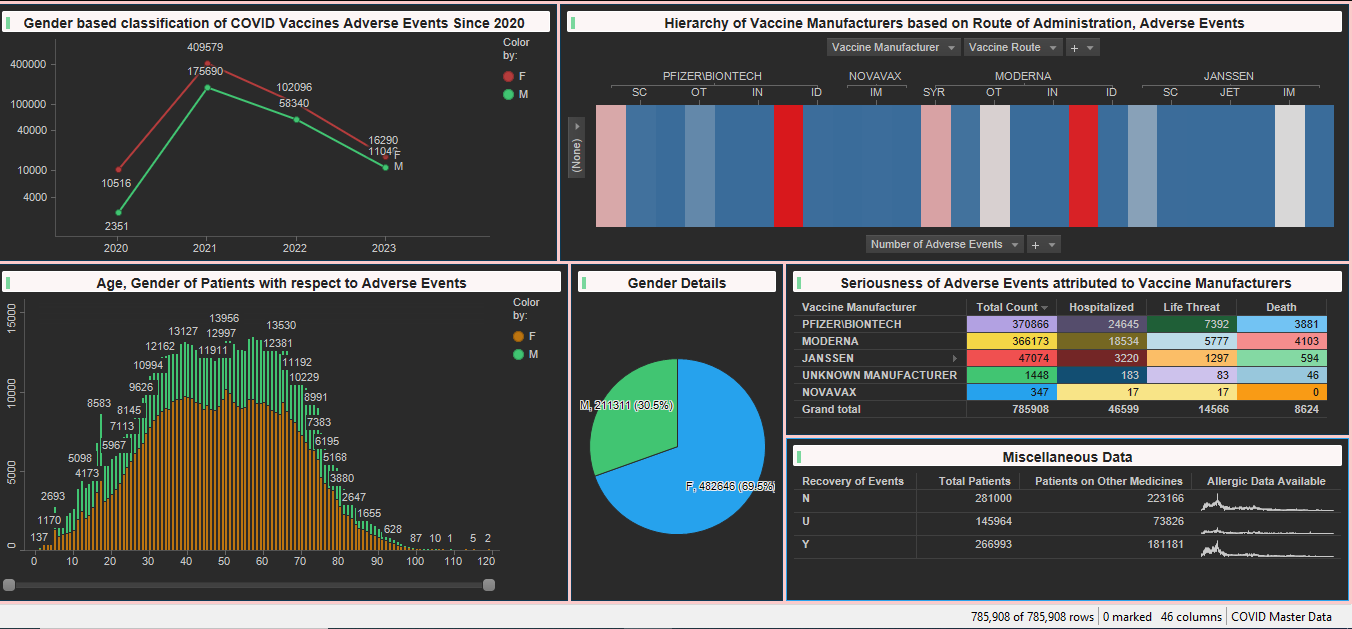 Gender based classification of COVID Vaccines Adverse Events Since 2020
Color by:
F
M
400000
100000
40000
10000
4000
409579
175690
102096
58340
16290
F
M
10516
2351
2020 2021 2022 2023
Hierarchy of Vaccine Manufacturers based on Route of Administration, Adverse Events
Vaccine Manufacturer Vaccine Route +
PFIZER\BIONTECH NOVAVAX MODERNA JANSSEN
SC OT IN ID IM SYR OT IN ID SC JET IM
(None)
Number of Adverse Events +
Age, Gender of Patients with respect to Adverse Events
Color by:
F
M
15000
10000
5000
0
13956
13127 13530
12997
12162 12381
11911
10994 11192
10229
9626
8991
8583
8145
7383
7113
6195
5967
5168
5098
4173
3880
2693 2647
1655
1170
628
137
87 10 1 5 2
0 10 20 30 40 50 60 70 80 90 100 110 120
Gender Details
M, 211311 (30.5%)
F, 482646 (69.5%)
Seriousness of Adverse Events attributed to Vaccine Manufacturers
Vaccine Manufacturer Total Count Hospitalized Life Threat Death
PFIZER\BIONTECH 370866 24645 7392 3881
MODERNA 366173 18534 5777 4103
JANSSEN 47074 3220 1297 594
UNKNOWN MANUFACTURER 1448 183 83 46
NOVAVAX 347 17 17 0
Grand total 785908 46599 14566 8624
Miscellaneous Data
Recovery of Events Total Patients Patients on Other Medicines Allergic Data Available
N 281000 223166
U 145964 73826
Y 266993 181181
785,908 of 785,908 rows 0 marked 46 columns COVID Master Data